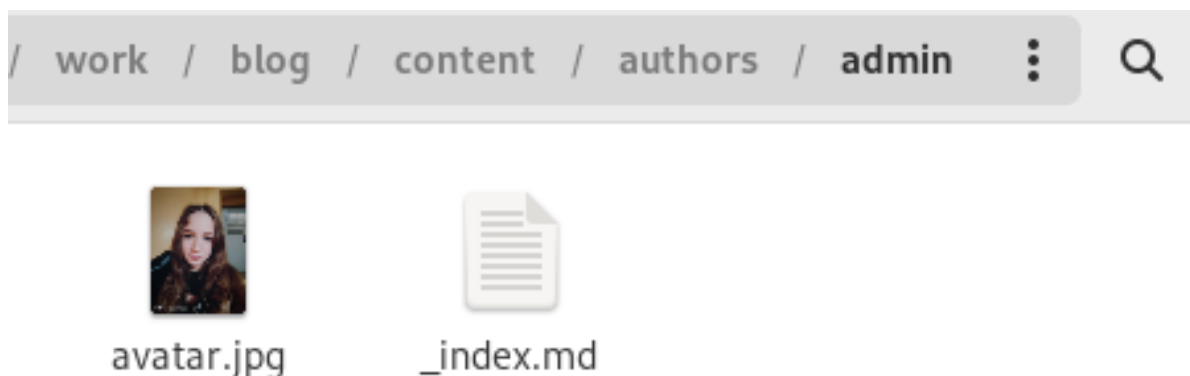 / work / blog / content / authors / admin
avatar.jpg _index.md